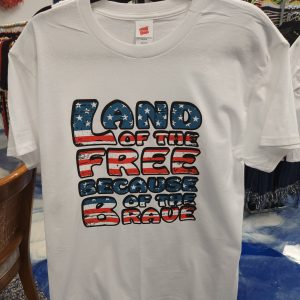 LAND
OF THE
FREE
BECAUSE
OF THE
BRAVE